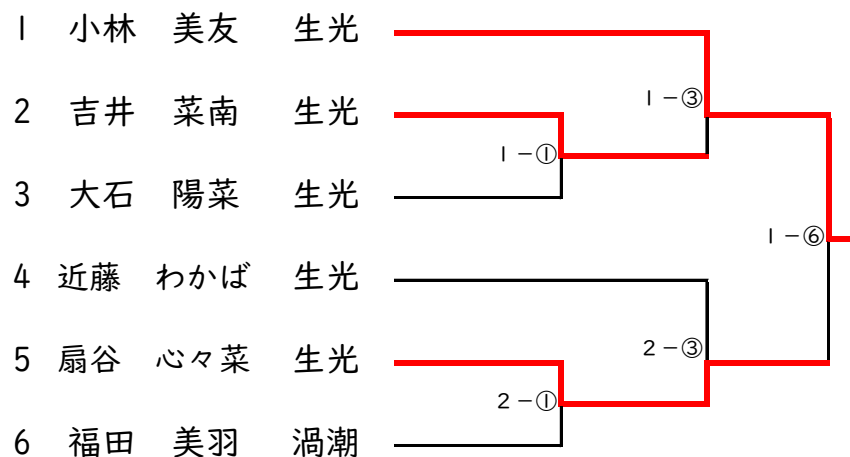 1 小林 美友 生光
1-③
2 吉井 菜南 生光
1-①
3 大石 陽菜 生光
1-⑥
4 近藤 わかば 生光
2-③
5 扇谷 心々菜 生光
2-①
6 福田 美羽 渦潮